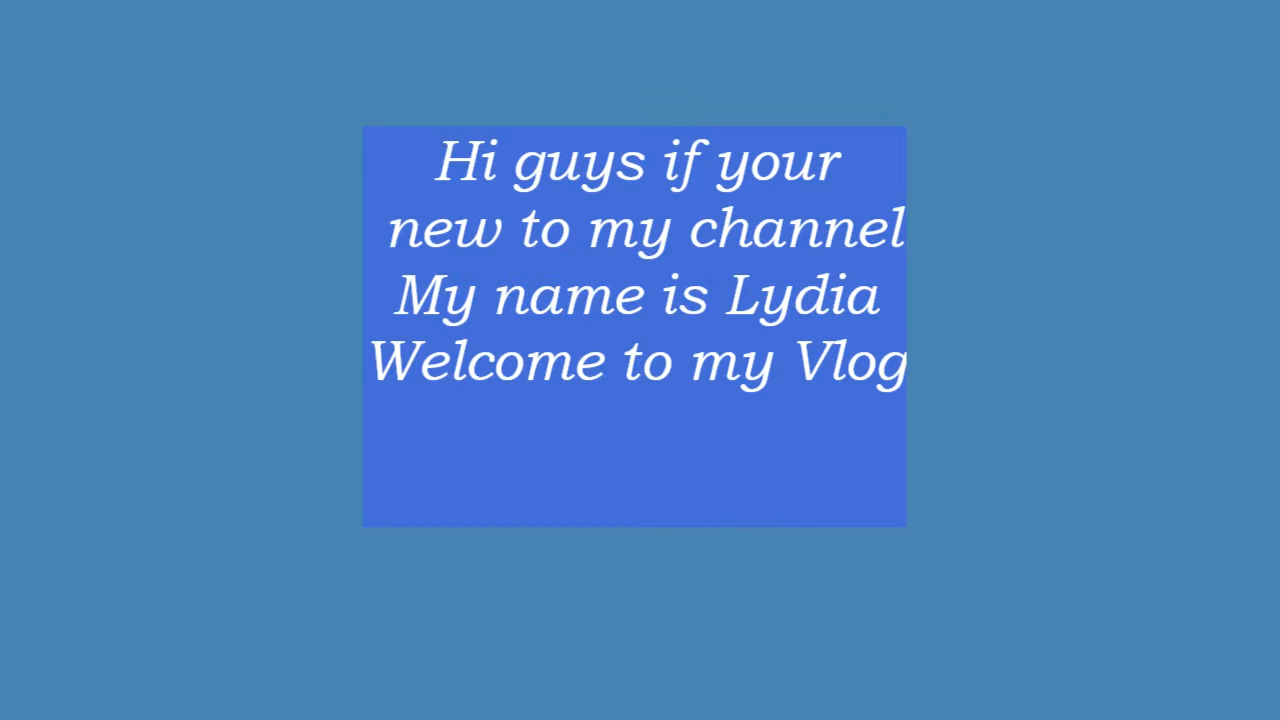 Hi guys if your
new to my channel
My name is Lydia
Welcome to my Vlog